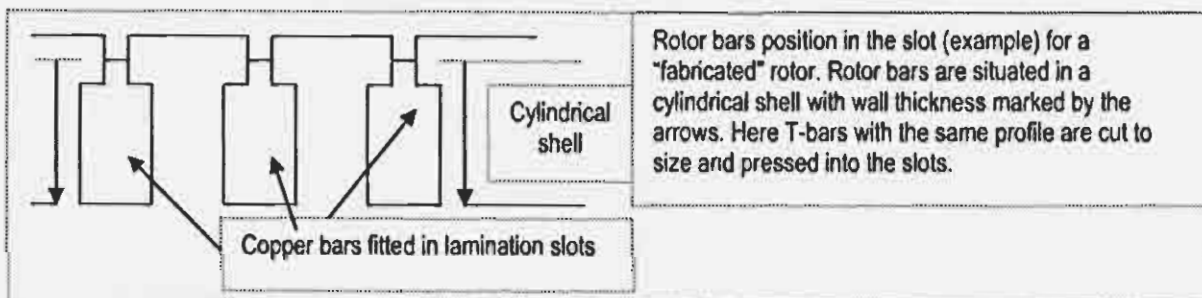 Cylindrical
shell
Copper bars fitted in lamination slots
Rotor bars position in the slot (example) for a
"fabricated" rotor. Rotor bars are situated in a
cylindrical shell with wall thickness marked by the
arrows. Here T-bars with the same profile are cut to
size and pressed into the slots.